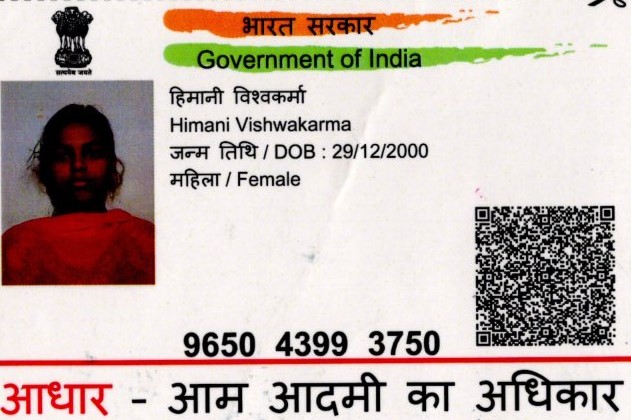 सत्यमेव जयते
भारत सरकार
Government of India
हिमानी विश्वकर्मा
Himani Vishwakarma
जन्म तिथि / DOB : 29/12/2000
महिला / Female
9650 4399 3750
आधार - आम आदमी का अधिकार